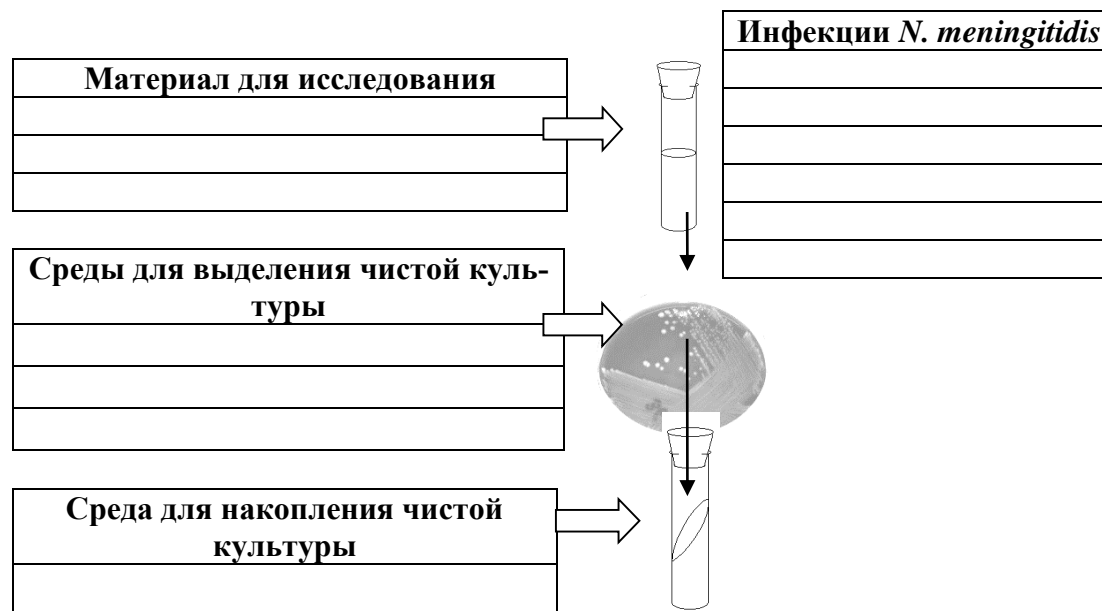 Инфекции N. meningitidis
Материал для исследования
Среды для выделения чистой куль-
туры
Среда для накопления чистой
культуры